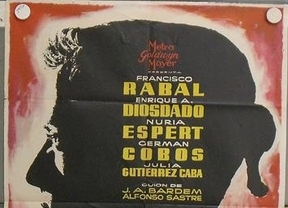 Metro
Goldwyn
Mayer
PRESENTA
FRANCISCO
RABAL
ENRIQUE A.
DIOSDADO
NURIA
ESPERT
GERMAN
COBOS
JULIA
GUTIERREZ CABA
GUION DE
J. A. BARDEM
ALFONSO SASTRE